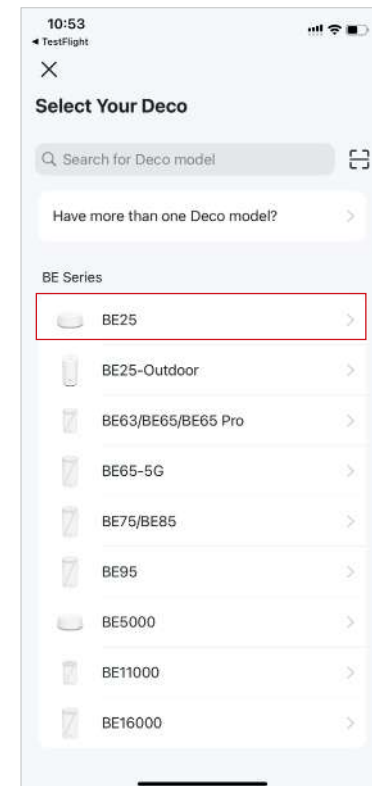 10:53
◀ TestFlight
Select Your Deco
Search for Deco model
Have more than one Deco model?
BE Series
BE25
BE25-Outdoor
BE63/BE65/BE65 Pro
BE65-5G
BE75/BE85
BE95
BE5000
BE11000
BE16000